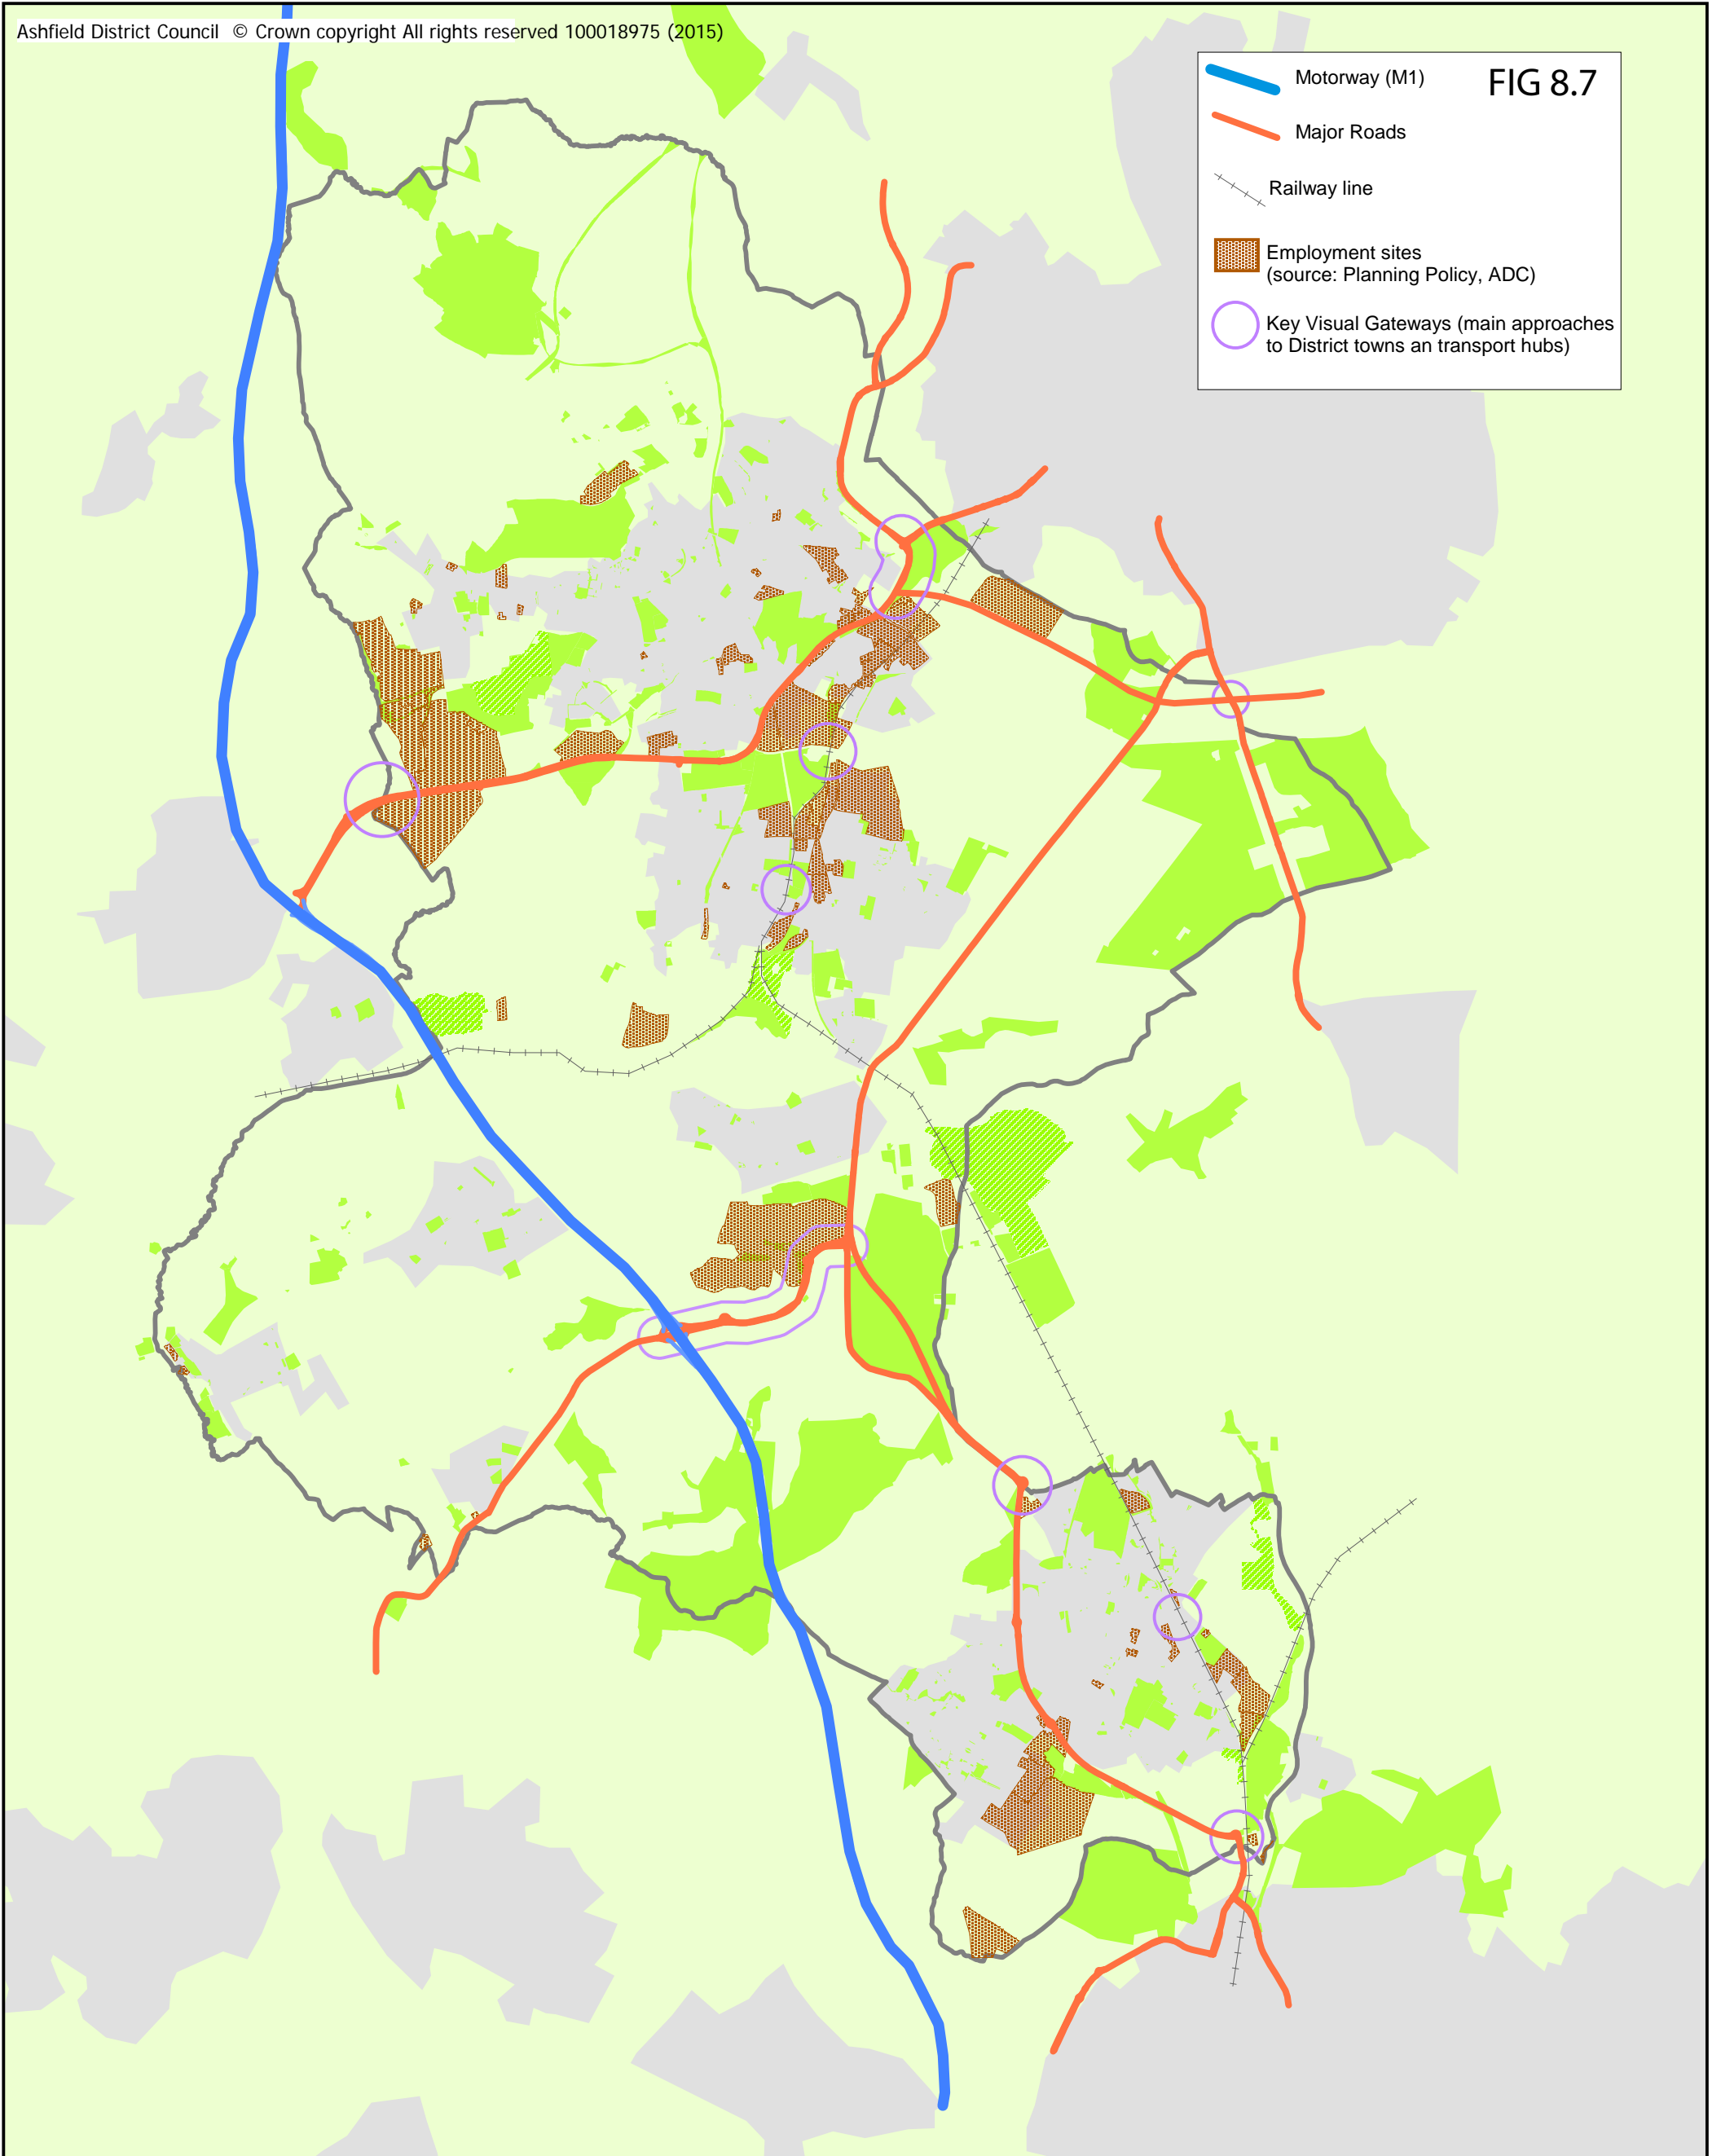 Ashfield District Council © Crown copyright All rights reserved 100018975 (2015)
FIG 8.7
Motorway (M1)
Major Roads
Railway line
Employment sites
(source: Planning Policy, ADC)
Key Visual Gateways (main approaches
to District towns an transport hubs)